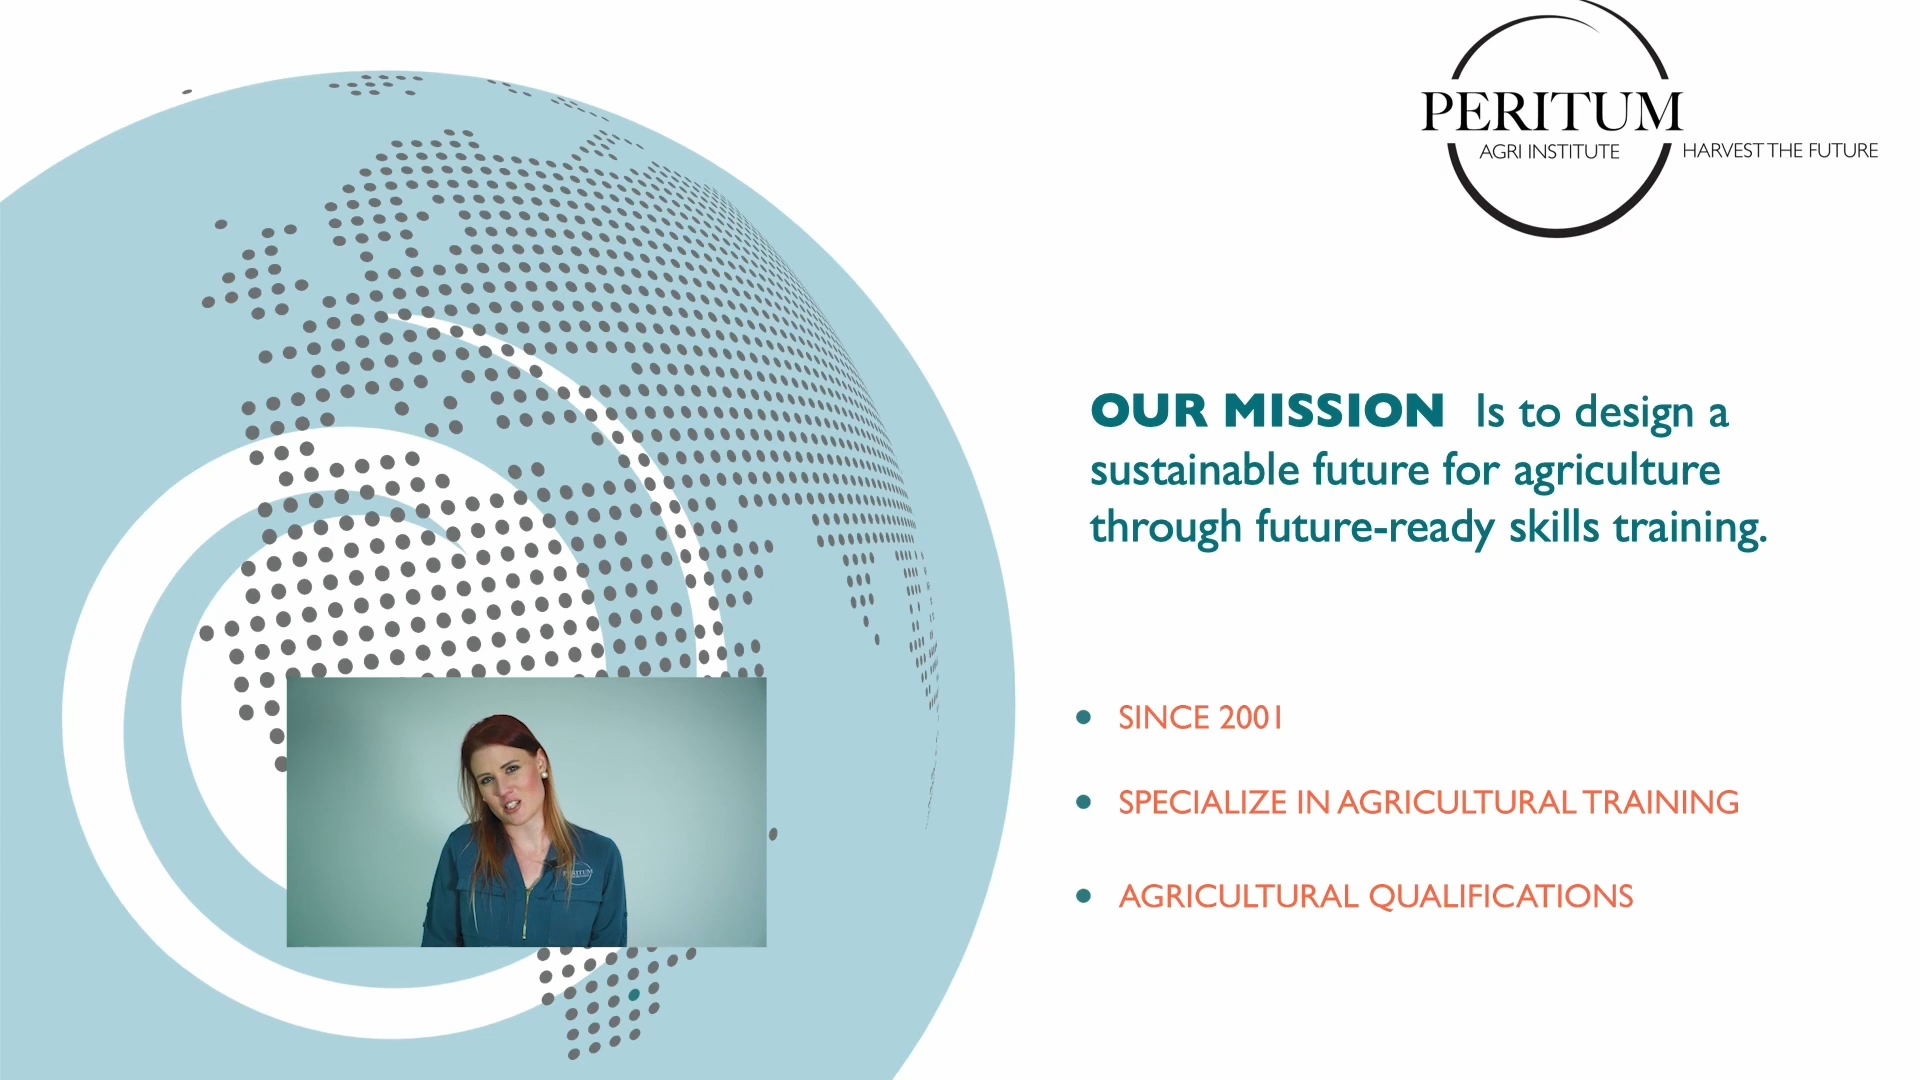 PERITUM
AGRI INSTITUTE
HARVEST THE FUTURE
OUR MISSION Is to design a
sustainable future for agriculture
through future-ready skills training.
SINCE 2001
SPECIALIZE IN AGRICULTURAL TRAINING
AGRICULTURAL QUALIFICATIONS
PERITUM